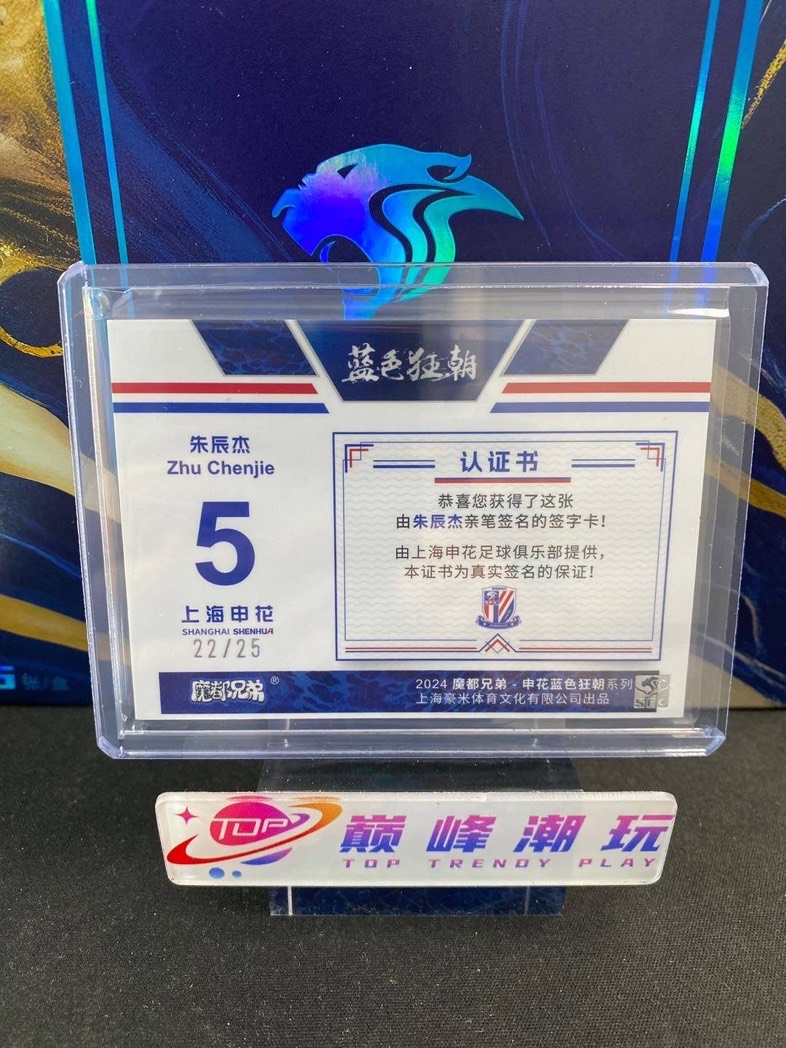 蓝色狂朝
朱辰杰
Zhu Chenjie
5
上海申花
SHANGHAI SHENHUA
22/25
认证书
恭喜您获得了这张
由朱辰杰亲笔签名的签字卡！
由上海申花足球俱乐部提供，
本证书为真实签名的保证！
魔都兄弟®
2024 魔都兄弟 - 申花蓝色狂朝系列
上海豪米体育文化有限公司出品
TOP
巅峰潮玩
TOP TRENDY PLAY